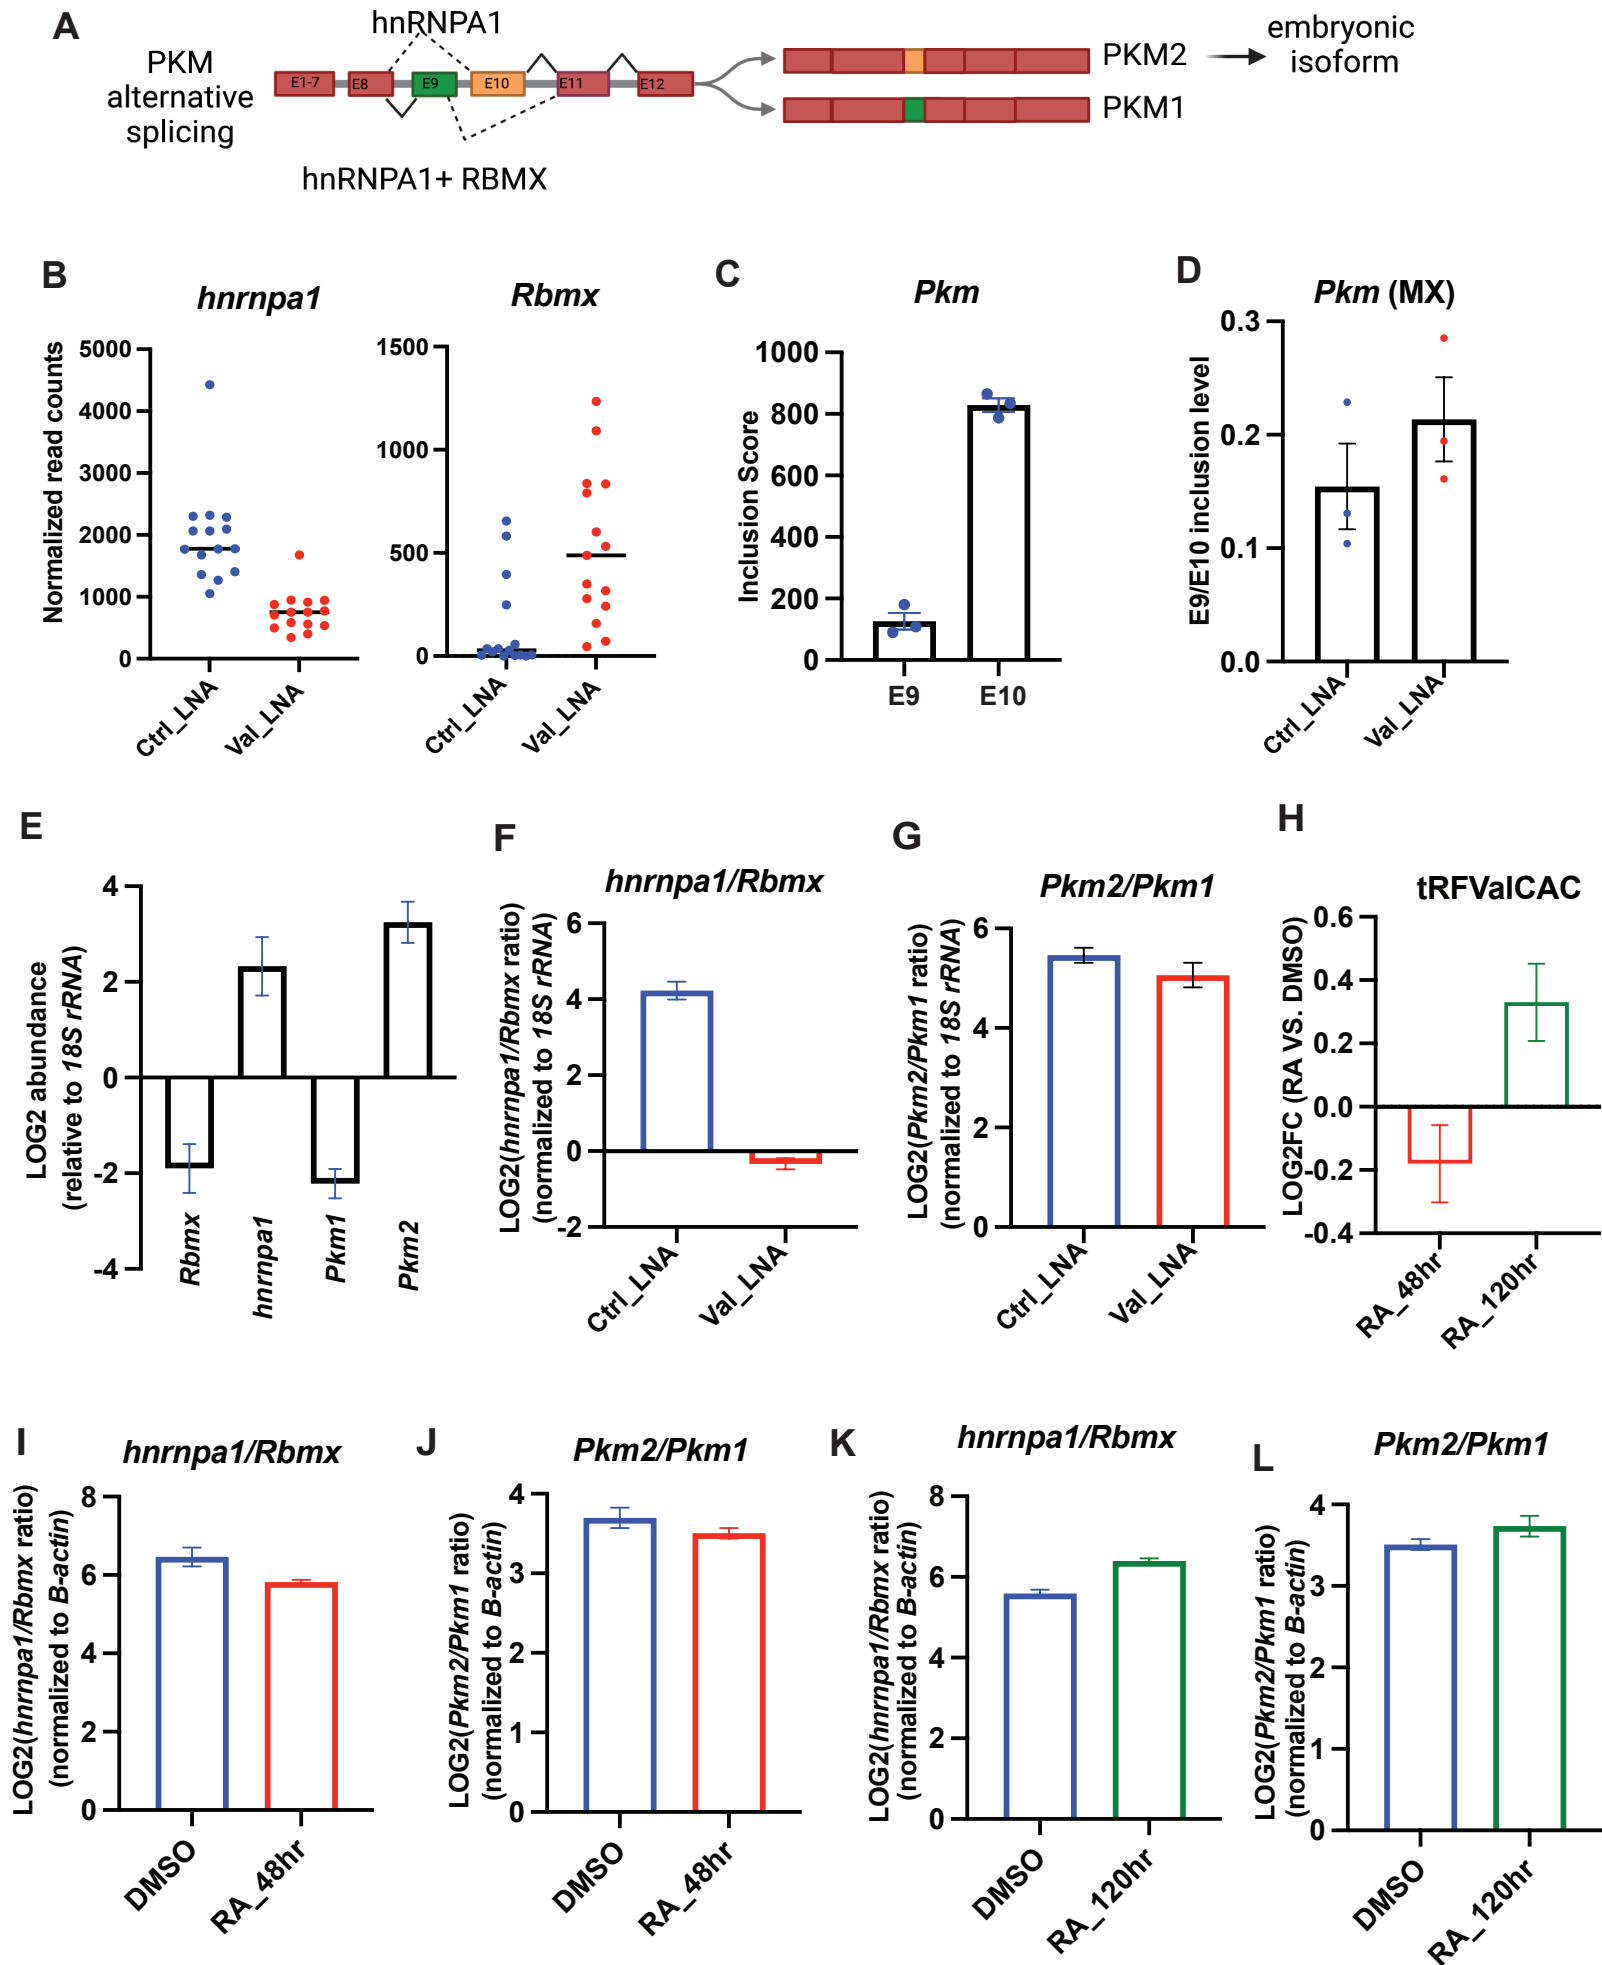 A
hnRNPA1
PKM
alternative
splicing
E1-7
E8
E9
E10
E11
E12
hnRNPA1+ RBMX
PKM2
embryonic
isoform
PKM1
B
hnrnpa1
Normalized read counts
5000
4000
3000
2000
1000
0
Ctrl_LNA
Val_LNA
Rbmx
1500
1000
500
0
Ctrl_LNA
Val_LNA
C
Pkm
Inclusion Score
1000
800
600
400
200
0
E9
E10
D
Pkm (MX)
E9/E10 inclusion level
0.3
0.2
0.1
0.0
Ctrl_LNA
Val_LNA
E
LOG2 abundance
(relative to 18S rRNA)
4
2
0
-2
-4
Rbmx
hnrnpa1
Pkm1
Pkm2
F
hnrnpa1/Rbmx
LOG2(hnrnpa1/Rbmx ratio)
(normalized to 18S rRNA)
6
4
2
0
-2
Ctrl_LNA
Val_LNA
G
Pkm2/Pkm1
LOG2(Pkm2/Pkm1 ratio)
(normalized to 18S rRNA)
6
4
2
0
Ctrl_LNA
Val_LNA
H
tRFValCAC
LOG2FC (RA VS. DMSO)
0.6
0.4
0.2
0.0
-0.2
-0.4
RA_48hr
RA_120hr
I
hnrnpa1/Rbmx
LOG2(hnrnpa1/Rbmx ratio)
(normalized to B-actin)
8
6
4
2
0
DMSO
RA_48hr
J
Pkm2/Pkm1
LOG2(Pkm2/Pkm1 ratio)
(normalized to B-actin)
4
3
2
1
0
DMSO
RA_48hr
K
hnrnpa1/Rbmx
LOG2(hnrnpa1/Rbmx ratio)
(normalized to B-actin)
8
6
4
2
0
DMSO
RA_120hr
L
Pkm2/Pkm1
LOG2(Pkm2/Pkm1 ratio)
(normalized to B-actin)
4
3
2
1
0
DMSO
RA_120hr